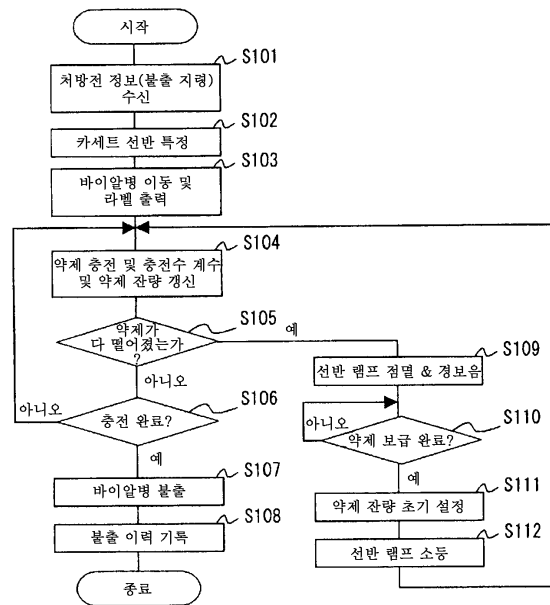 시작
S101
처방전 정보(불출 지령)
수신
S102
카세트 선반 특정
S103
바이알병 이동 및
라벨 출력
S104
약제 충전 및 충전수 계수
및 약제 잔량 갱신
S105
약제가
다 떨어졌는가
?
예
아니오
S106
충전 완료?
아니오
예
S107
바이알병 불출
S108
불출 이력 기록
종료
S109
선반 램프 점멸 & 경보음
S110
아니오
약제 보급 완료?
예
S111
약제 잔량 초기 설정
S112
선반 램프 소등